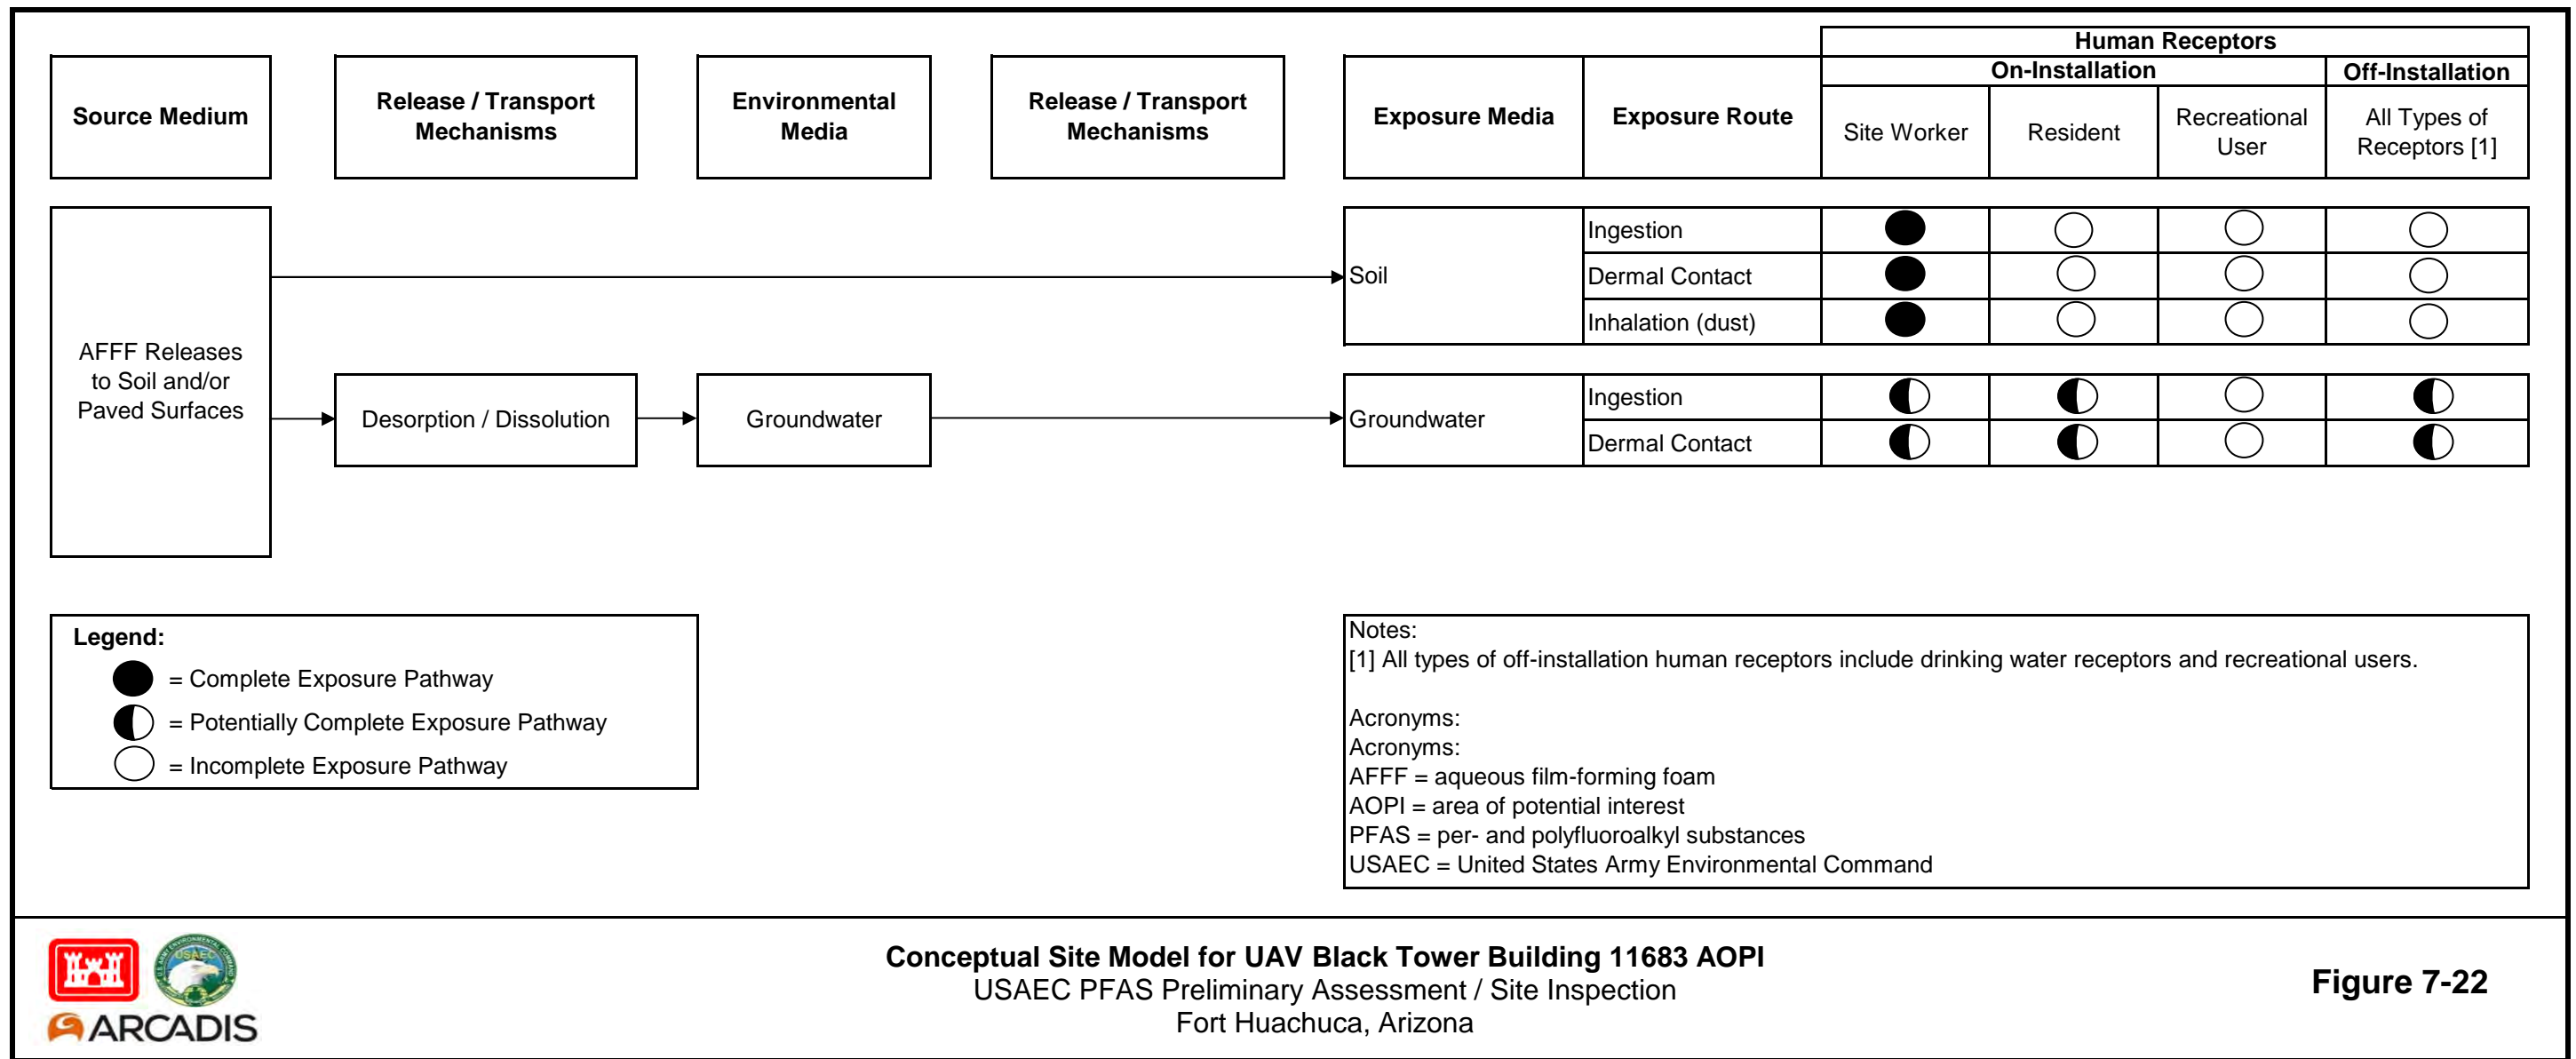 Human Receptors
On-Installation
Off-Installation
Source Medium
Release / Transport
Mechanisms
Environmental
Media
Release / Transport
Mechanisms
Exposure Media
Exposure Route
Site Worker
Resident
Recreational
User
All Types of
Receptors [1]
AFFF Releases
to Soil and/or
Paved Surfaces
Soil
Ingestion
Dermal Contact
Inhalation (dust)
Desorption / Dissolution
Groundwater
Groundwater
Ingestion
Dermal Contact
Legend:
= Complete Exposure Pathway
= Potentially Complete Exposure Pathway
= Incomplete Exposure Pathway
Notes:
[1] All types of off-installation human receptors include drinking water receptors and recreational users.
Acronyms:
Acronyms:
AFFF = aqueous film-forming foam
AOPI = area of potential interest
PFAS = per- and polyfluoroalkyl substances
USAEC = United States Army Environmental Command
USAEC
ARCADIS
Conceptual Site Model for UAV Black Tower Building 11683 AOPI
USAEC PFAS Preliminary Assessment / Site Inspection
Fort Huachuca, Arizona
Figure 7-22